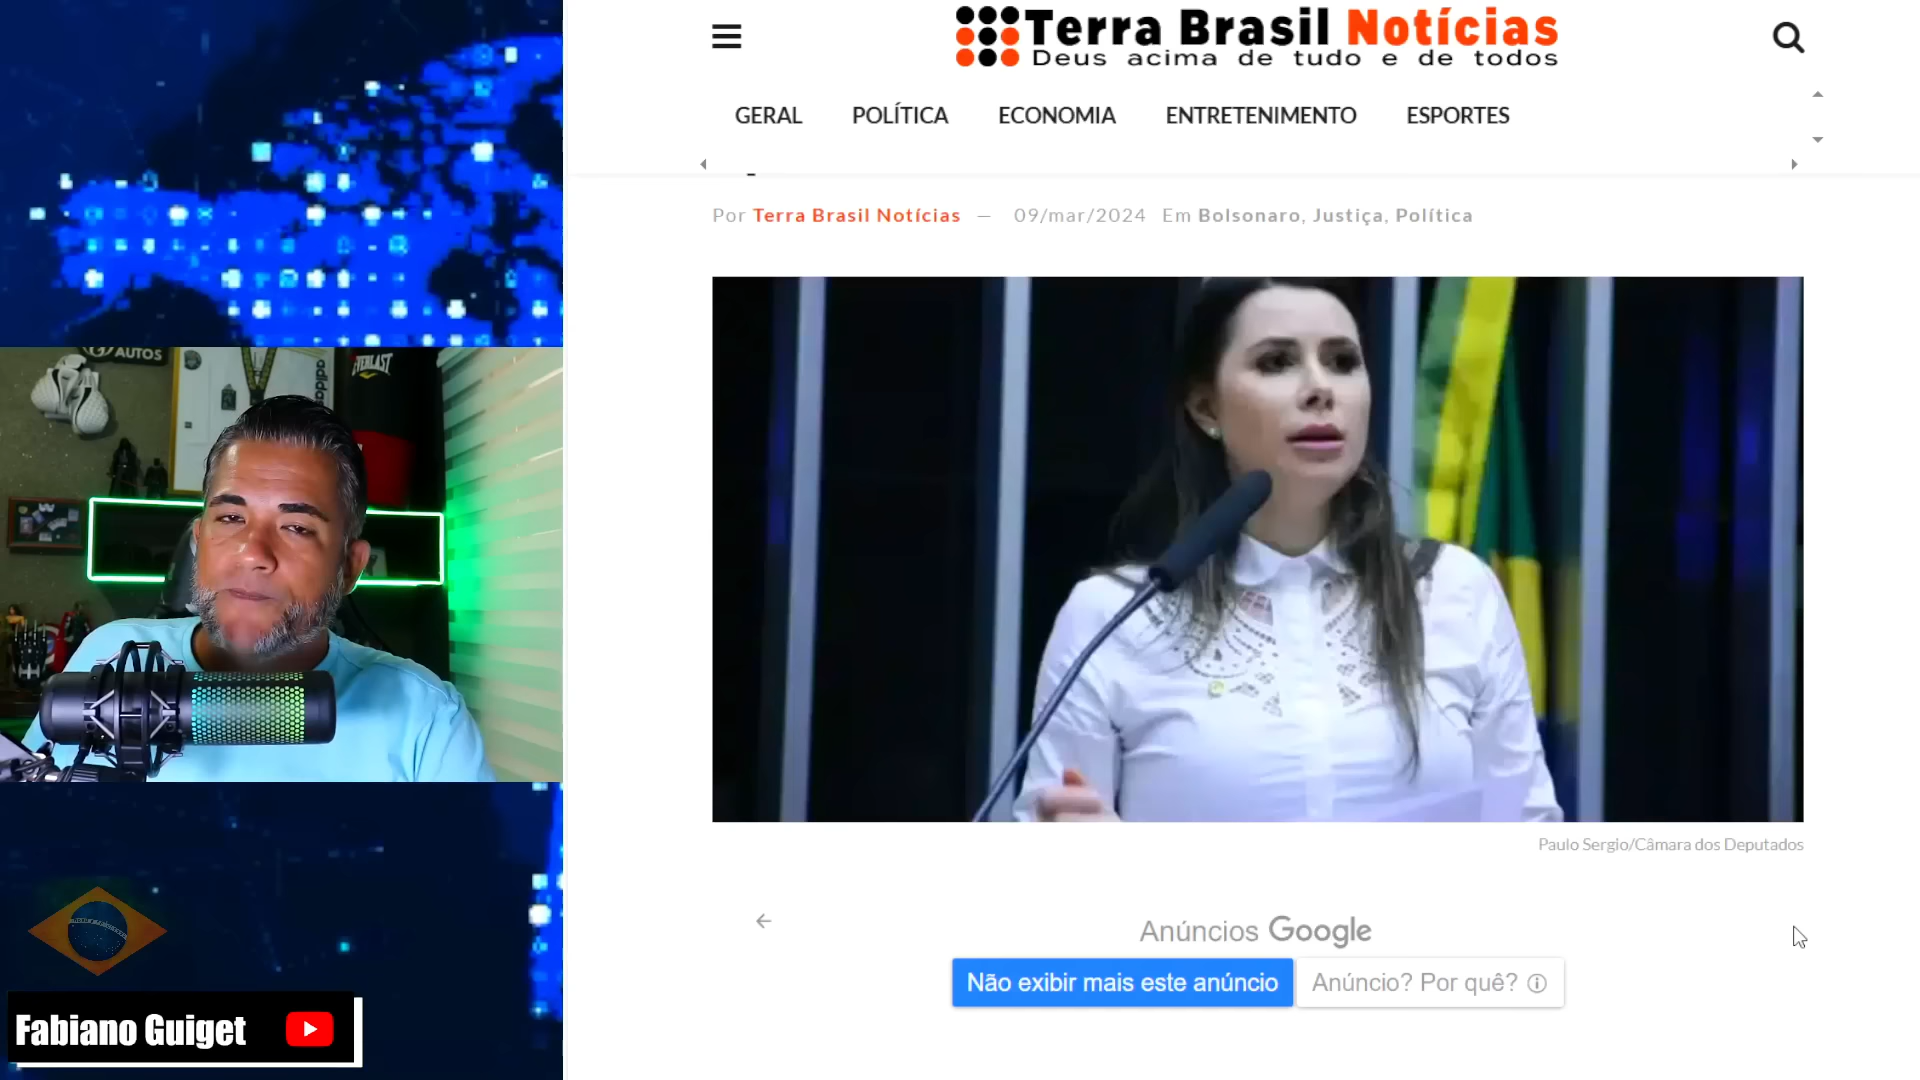 Terra Brasil Notícias
Deus acima de tudo e de todos
GERAL POLÍTICA ECONOMIA ENTRETENIMENTO ESPORTES
Por Terra Brasil Notícias — 09/mar/2024 Em Bolsonaro, Justiça, Política
AUTOS
adidas
EVERLAST
Paulo Sergio/Câmara dos Deputados
Anúncios Google
Não exibir mais este anúncio
Anúncio? Por quê?
Fabiano Guiget